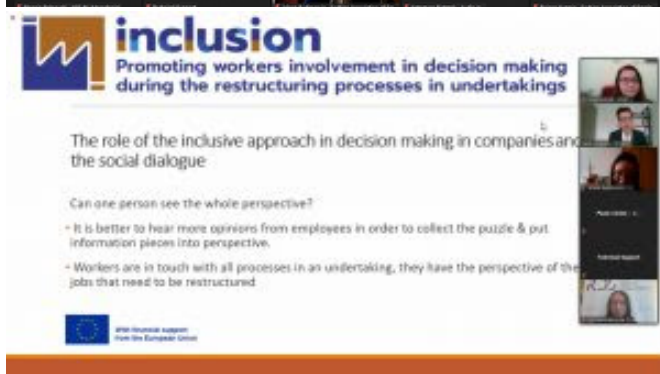 inclusion
Promoting workers involvement in decision making
during the restructuring processes in undertakings
The role of the inclusive approach in decision making in companies and
the social dialogue
Can one person see the whole perspective?
- It is better to hear more opinions from employees in order to collect the puzzle & put
information pieces into perspective.
- Workers are in touch with all processes in an undertaking, they have the perspective of the
jobs that need to be restructured
With financial support
from the European Union